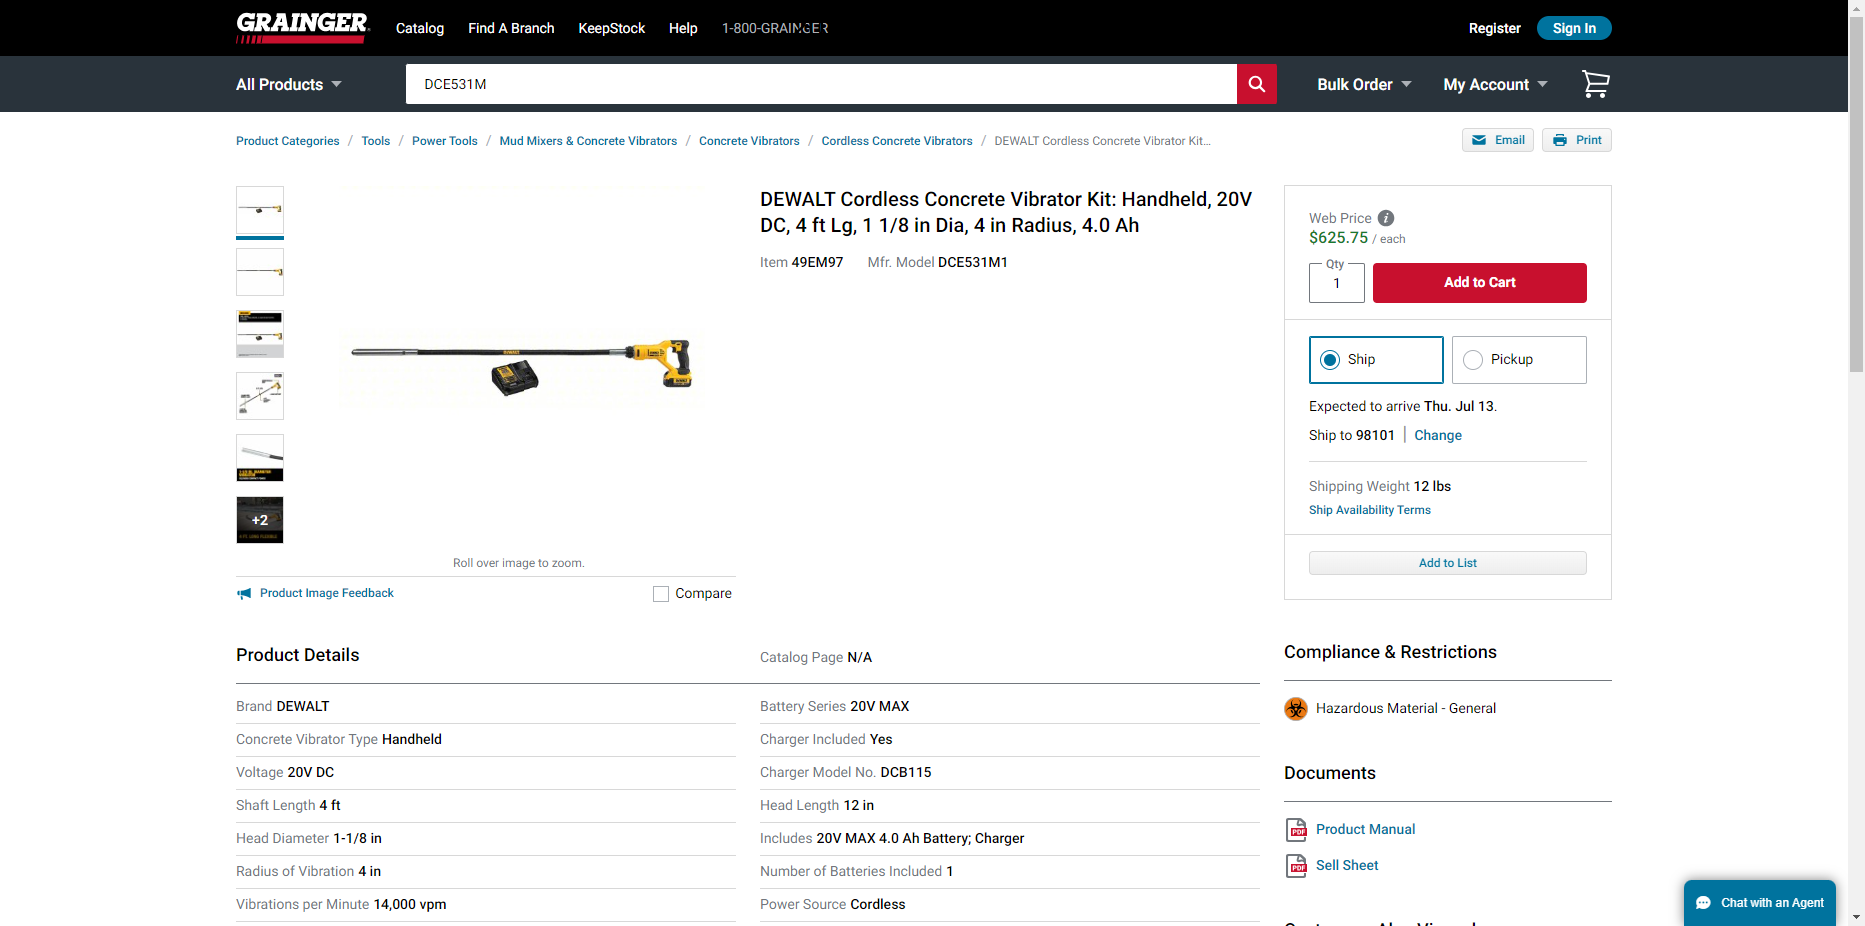 GRAINGER
Catalog
Find A Branch
KeepStock
Help
1-800-GRAINGER
Register
Sign In
All Products
DCE531M
Bulk Order
My Account
Product Categories / Tools / Power Tools / Mud Mixers & Concrete Vibrators / Concrete Vibrators / Cordless Concrete Vibrators / DEWALT Cordless Concrete Vibrator Kit...
Email
Print
+2
Roll over image to zoom.
Product Image Feedback
Compare
DEWALT Cordless Concrete Vibrator Kit: Handheld, 20V
DC, 4 ft Lg, 1 1/8 in Dia, 4 in Radius, 4.0 Ah
Item 49EM97
Mfr. Model DCE531M1
Web Price
$625.75 / each
Qty
1
Add to Cart
Ship
Pickup
Expected to arrive Thu. Jul 13.
Ship to 98101 | Change
Shipping Weight 12 lbs
Ship Availability Terms
Add to List
Product Details
Catalog Page N/A
Brand DEWALT
Concrete Vibrator Type Handheld
Voltage 20V DC
Shaft Length 4 ft
Head Diameter 1-1/8 in
Radius of Vibration 4 in
Vibrations per Minute 14,000 vpm
Battery Series 20V MAX
Charger Included Yes
Charger Model No. DCB115
Head Length 12 in
Includes 20V MAX 4.0 Ah Battery; Charger
Number of Batteries Included 1
Power Source Cordless
Compliance & Restrictions
Hazardous Material - General
Documents
PDF
Product Manual
PDF
Sell Sheet
Chat with an Agent